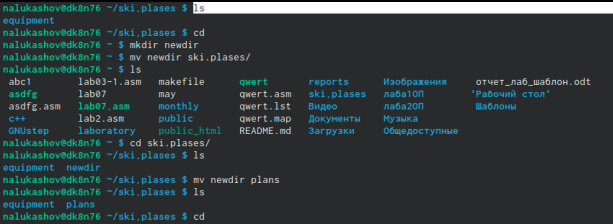 nalukashov@dk8n76 ~/ski.plases $ ls
equipment
nalukashov@dk8n76 ~/ski.plases $ cd
nalukashov@dk8n76 ~ $ mkdir newdir
nalukashov@dk8n76 ~ $ mv newdir ski.plases/
nalukashov@dk8n76 ~ $ ls
abc1 lab03-1.asm makefile qwert reports Изображения отчет_лаб_шаблон.odt
asdfg lab07 may qwert.asm ski.plases лаба1ОП 'Рабочий стол'
asdfg.asm lab07.asm monthly qwert.lst Видео лаба2ОП Шаблоны
c++ lab2.asm public qwert.map Документы Музыка
GNUstep laboratory public_html README.md Загрузки Общедоступные
nalukashov@dk8n76 ~ $ cd ski.plases/
nalukashov@dk8n76 ~/ski.plases $ ls
equipment newdir
nalukashov@dk8n76 ~/ski.plases $ mv newdir plans
nalukashov@dk8n76 ~/ski.plases $ ls
equipment plans
nalukashov@dk8n76 ~/ski.plases $ cd